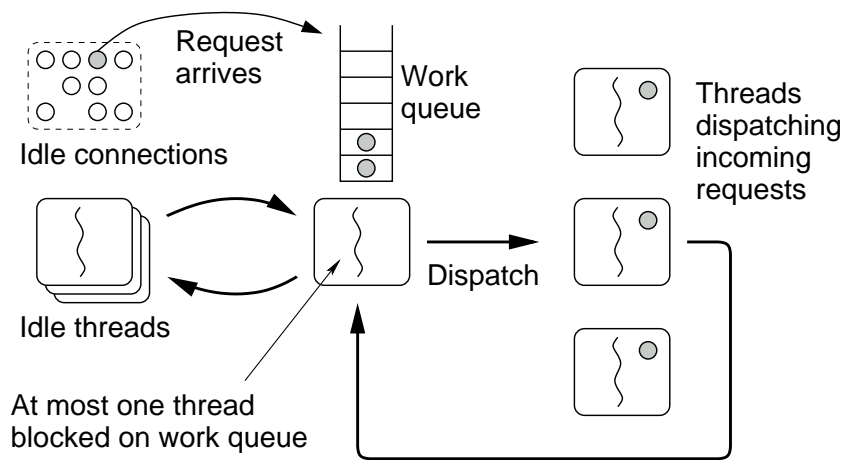 Request
arrives
Work
queue
Threads
dispatching
incoming
requests
Idle connections
Dispatch
Idle threads
At most one thread
blocked on work queue